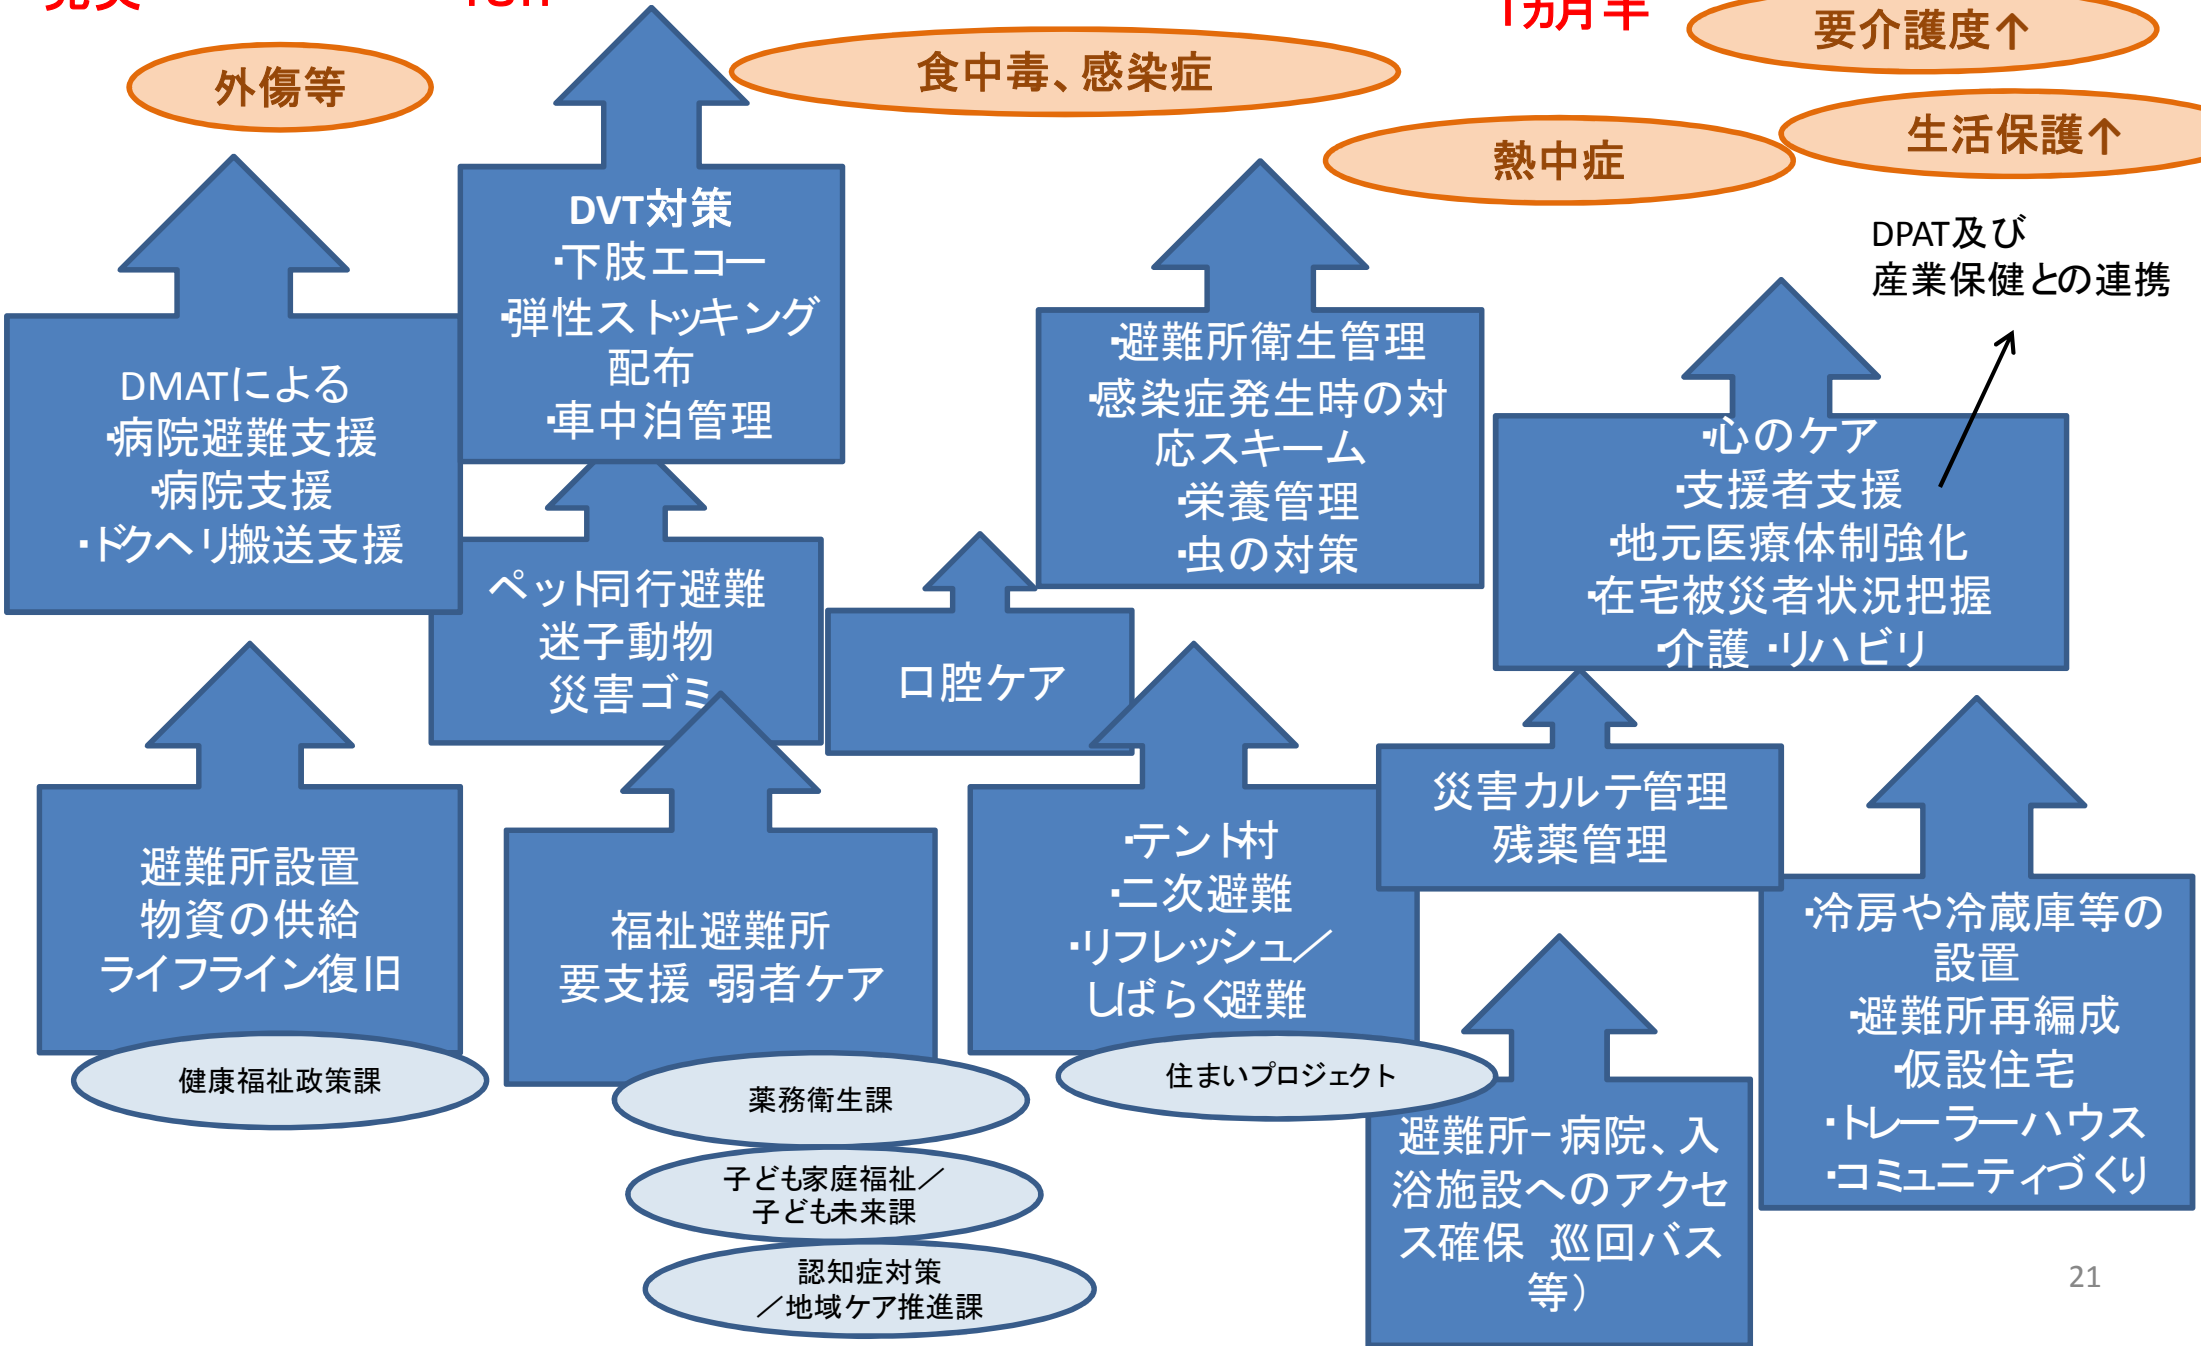 発災
48h
1ヵ月半
要介護度↑
外傷等
食中毒、感染症
生活保護↑
熱中症
DPAT及び
産業保健との連携
DMATによる
・病院避難支援
・病院支援
・ドクヘリ搬送支援
DVT対策
・下肢エコー
・弾性ストッキング
配布
・車中泊管理
・避難所衛生管理
・感染症発生時の対
応スキーム
・栄養管理
・虫の対策
・心のケア
・支援者支援
・地元医療体制強化
・在宅被災者状況把握
・介護・リハビリ
ペット同行避難
迷子動物
災害ゴミ
口腔ケア
災害カルテ管理
残薬管理
避難所設置
物資の供給
ライフライン復旧
健康福祉政策課
福祉避難所
要支援・弱者ケア
薬務衛生課
子ども家庭福祉／
子ども未来課
認知症対策
／地域ケア推進課
・テント村
・二次避難
・リフレッシュ／
しばらく避難
住まいプロジェクト
避難所-病院、入
浴施設へのアクセ
ス確保 巡回バス
等）
・冷房や冷蔵庫等の
設置
・避難所再編成
・仮設住宅
・トレーラーハウス
・コミュニティづくり
21